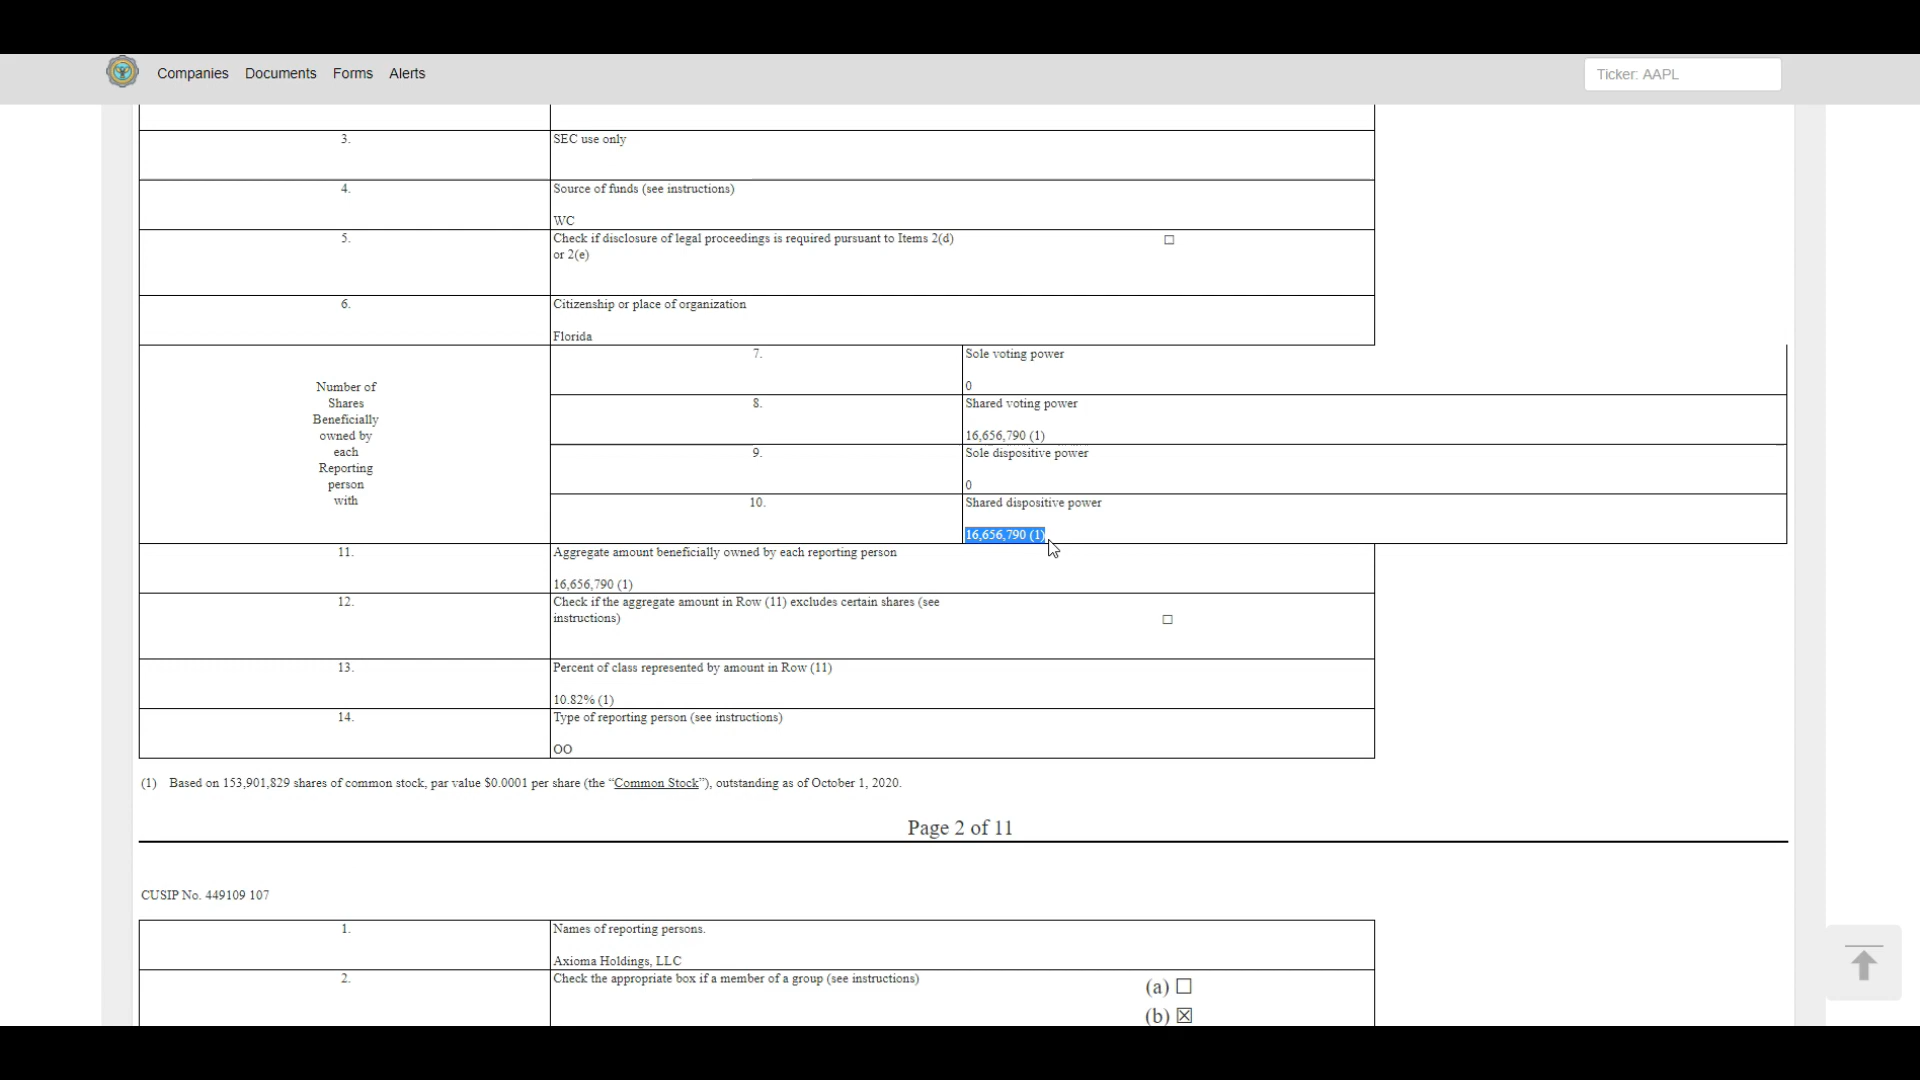 Companies Documents Forms Alerts
Ticker: AAPL
3. SEC use only
4. Source of funds (see instructions)
WC
5. Check if disclosure of legal proceedings is required pursuant to Items 2(d)
or 2(e)
☐
6. Citizenship or place of organization
Florida
Number of
Shares
Beneficially
owned by
each
Reporting
person
with
7. Sole voting power
0
8. Shared voting power
16,656,790 (1)
9. Sole dispositive power
0
10. Shared dispositive power
16,656,790 (1)
11. Aggregate amount beneficially owned by each reporting person
16,656,790 (1)
12. Check if the aggregate amount in Row (11) excludes certain shares (see
instructions)
☐
13. Percent of class represented by amount in Row (11)
10.82% (1)
14. Type of reporting person (see instructions)
OO
(1) Based on 153,901,829 shares of common stock, par value $0.0001 per share (the “Common Stock”), outstanding as of October 1, 2020.
Page 2 of 11
CUSIP No. 449109 107
1. Names of reporting persons.
Axioma Holdings, LLC
2. Check the appropriate box if a member of a group (see instructions)
(a) ☐
(b) ☒